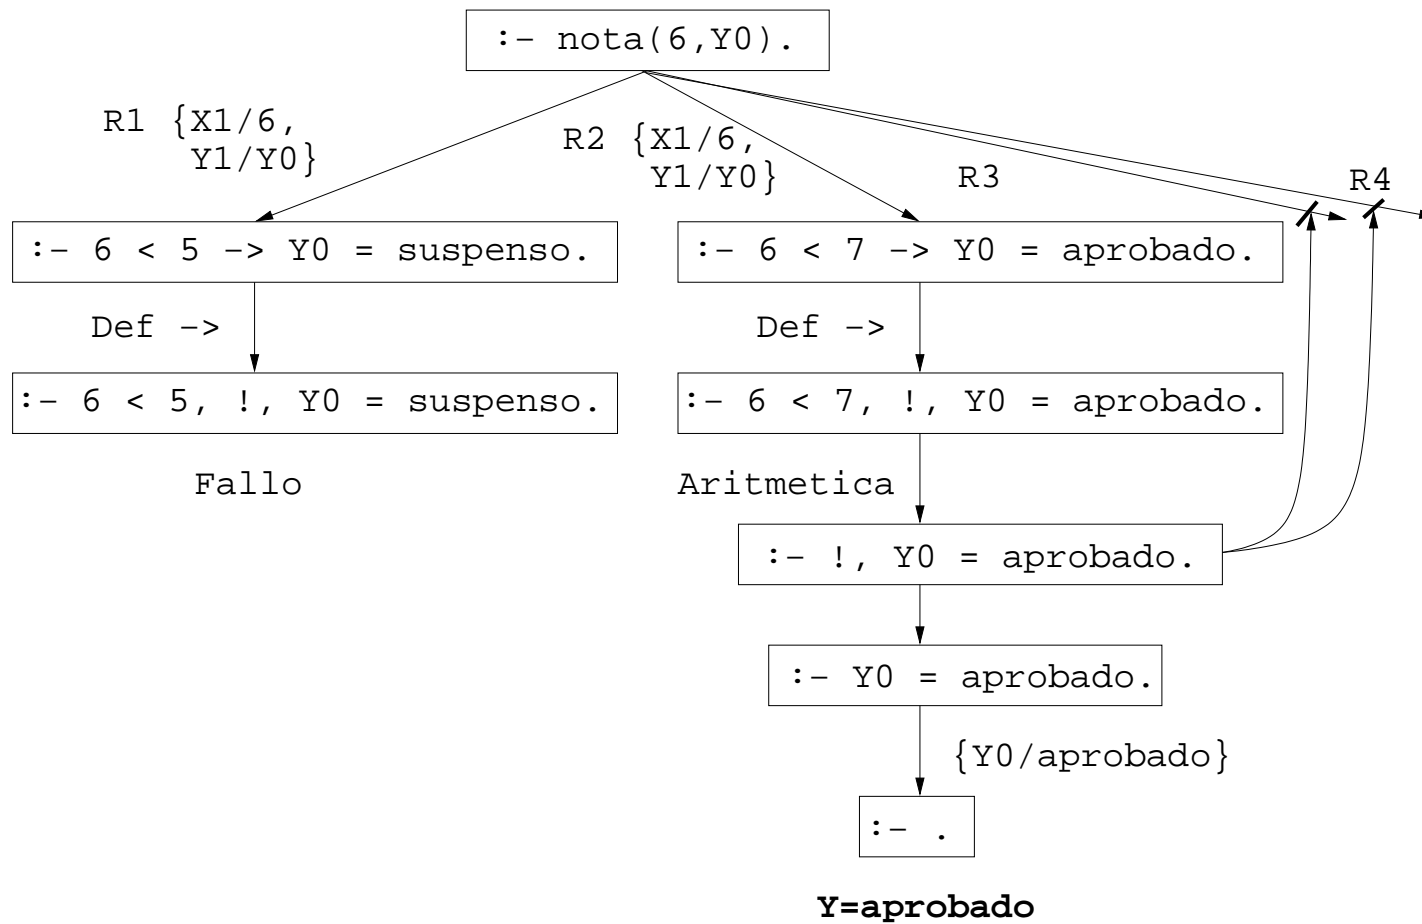 :- nota(6,Y0).
R1 {X1/6,
Y1/Y0}
R2 {X1/6,
Y1/Y0}
R3
R4
:- 6 < 5 -> Y0 = suspenso.
:- 6 < 7 -> Y0 = aprobado.
Def ->
Def ->
:- 6 < 5, !, Y0 = suspenso.
:- 6 < 7, !, Y0 = aprobado.
Fallo
Aritmetica
:- !, Y0 = aprobado.
:- Y0 = aprobado.
{Y0/aprobado}
:- .
Y=aprobado